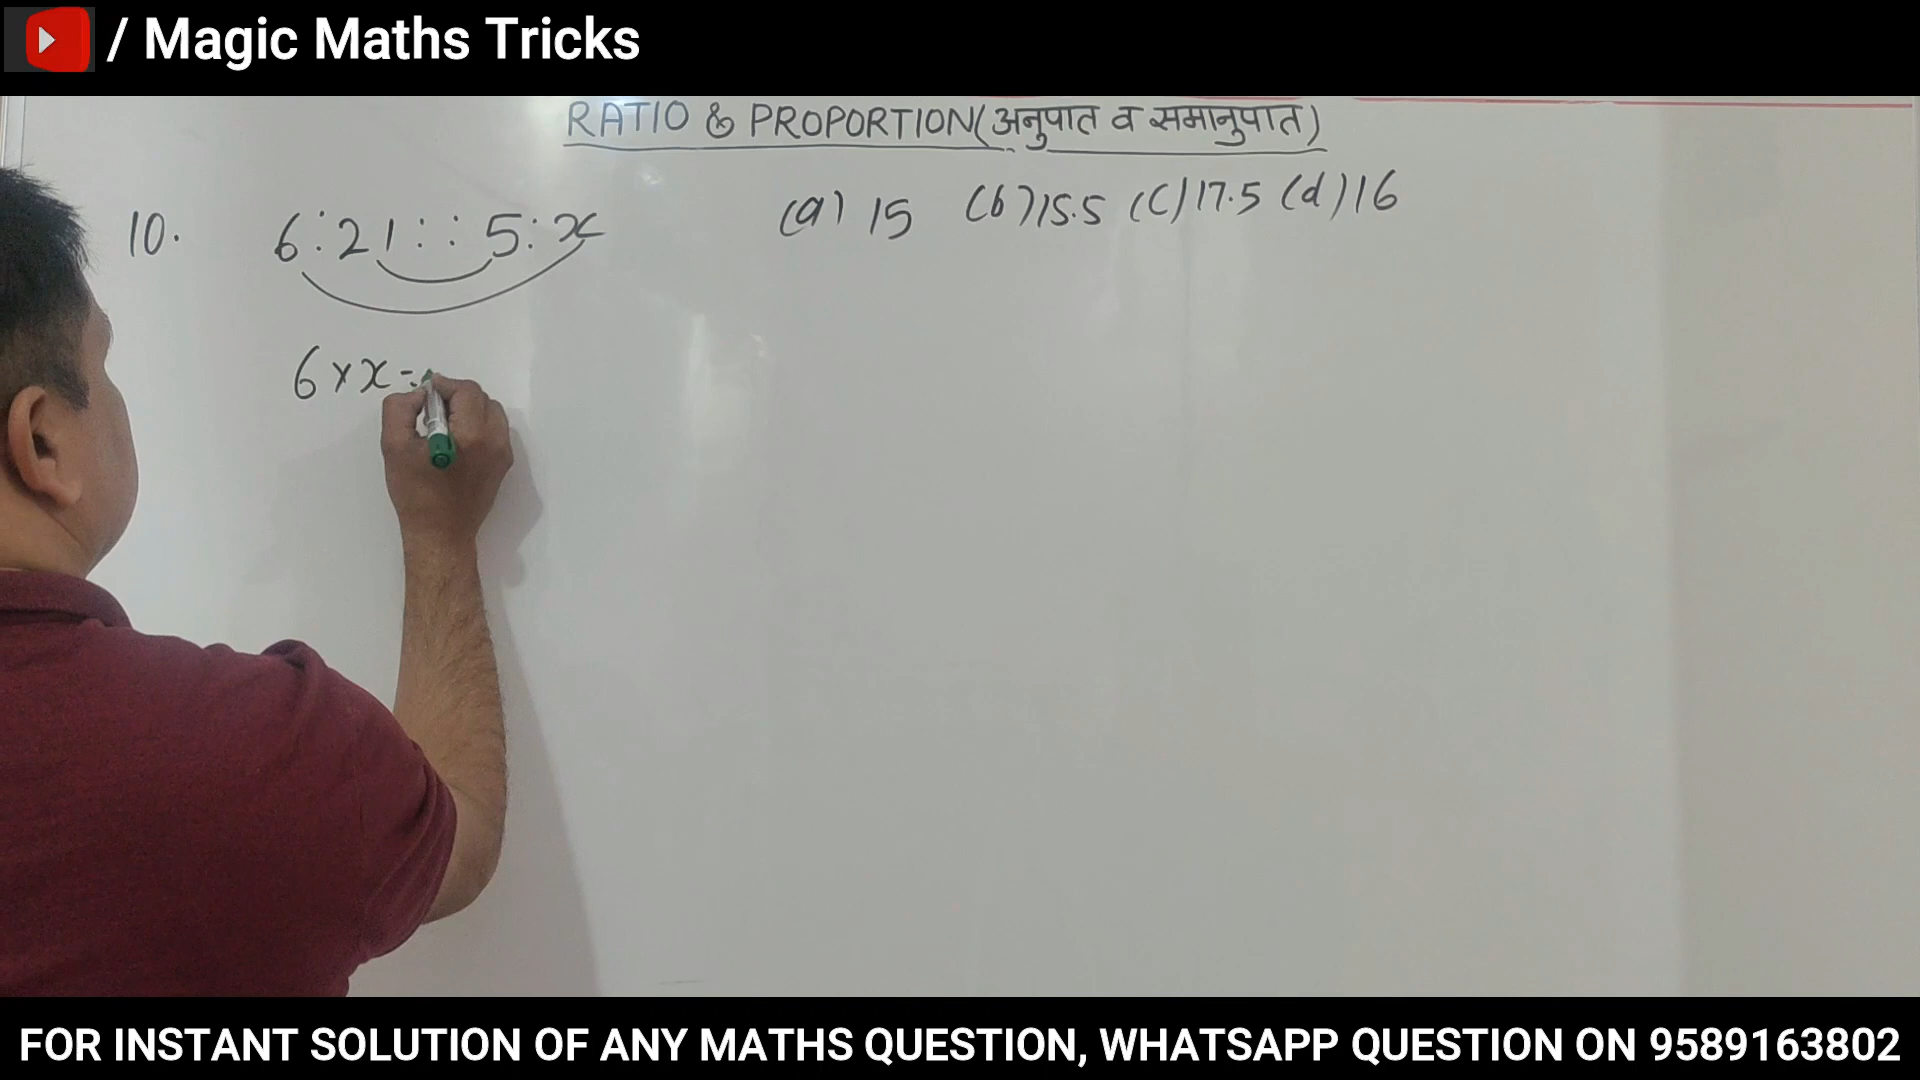 / Magic Maths Tricks
RATIO & PROPORTION(अनुपात व समानुपात)
10. 6:21::5:x (a) 15 (b) 15.5 (c) 17.5 (d) 16
6 × x =
FOR INSTANT SOLUTION OF ANY MATHS QUESTION, WHATSAPP QUESTION ON 9589163802